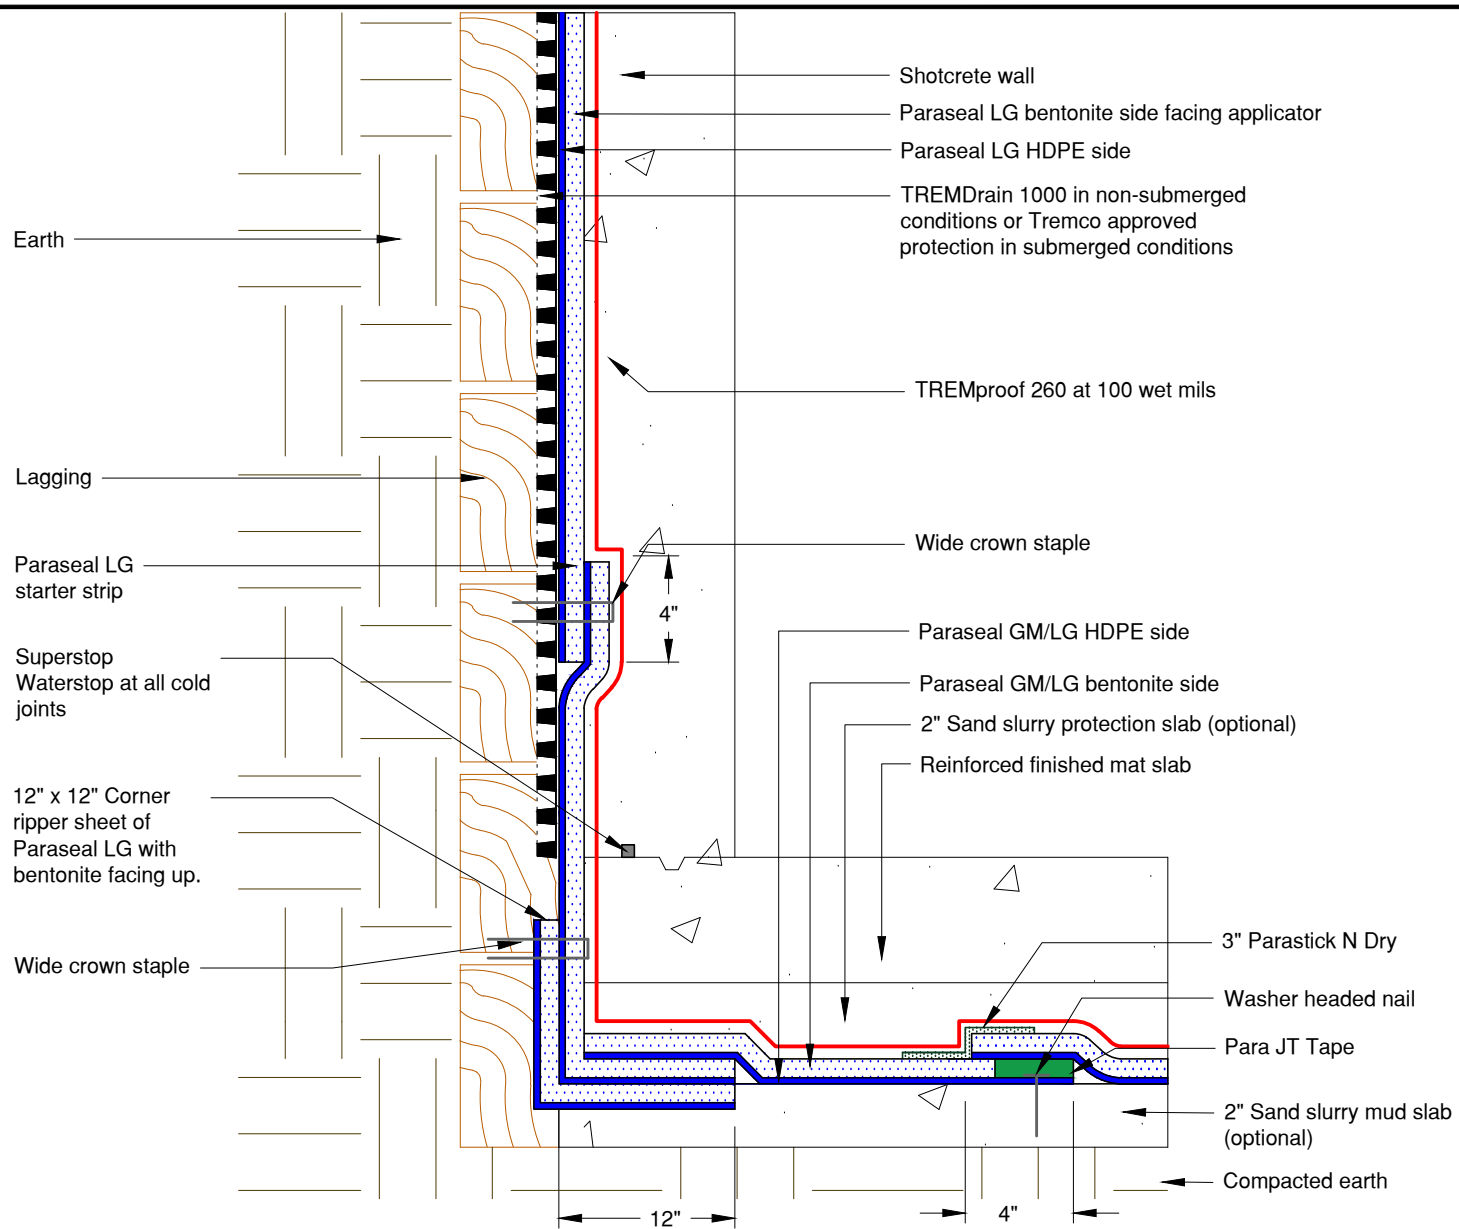 Shotcrete wall
Paraseal LG bentonite side facing applicator
Paraseal LG HDPE side
TREMDrain 1000 in non-submerged
conditions or Tremco approved
protection in submerged conditions
Earth
TREMproof 260 at 100 wet mils
Lagging
Wide crown staple
Paraseal LG
starter strip
4"
Paraseal GM/LG HDPE side
Superstop
Waterstop at all cold
joints
Paraseal GM/LG bentonite side
2" Sand slurry protection slab (optional)
Reinforced finished mat slab
12" x 12" Corner
ripper sheet of
Paraseal LG with
bentonite facing up.
3" Parastick N Dry
Wide crown staple
Washer headed nail
Para JT Tape
2" Sand slurry mud slab
(optional)
Compacted earth
12"
4"